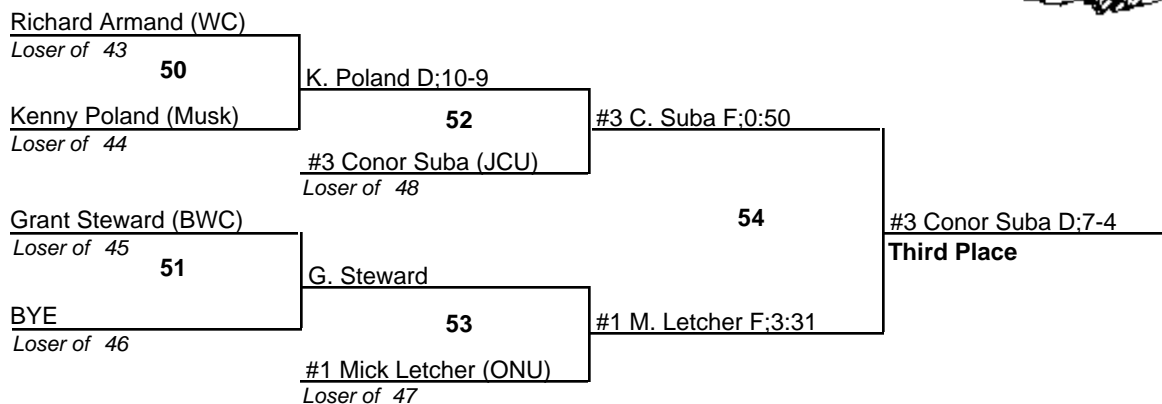 Richard Armand (WC)
Loser of 43
50
K. Poland D;10-9
Kenny Poland (Musk)
Loser of 44
52
#3 C. Suba F;0:50
#3 Conor Suba (JCU)
Loser of 48
Grant Steward (BWC)
Loser of 45
54
#3 Conor Suba D;7-4
Third Place
51
G. Steward
BYE
Loser of 46
53
#1 M. Letcher F;3:31
#1 Mick Letcher (ONU)
Loser of 47